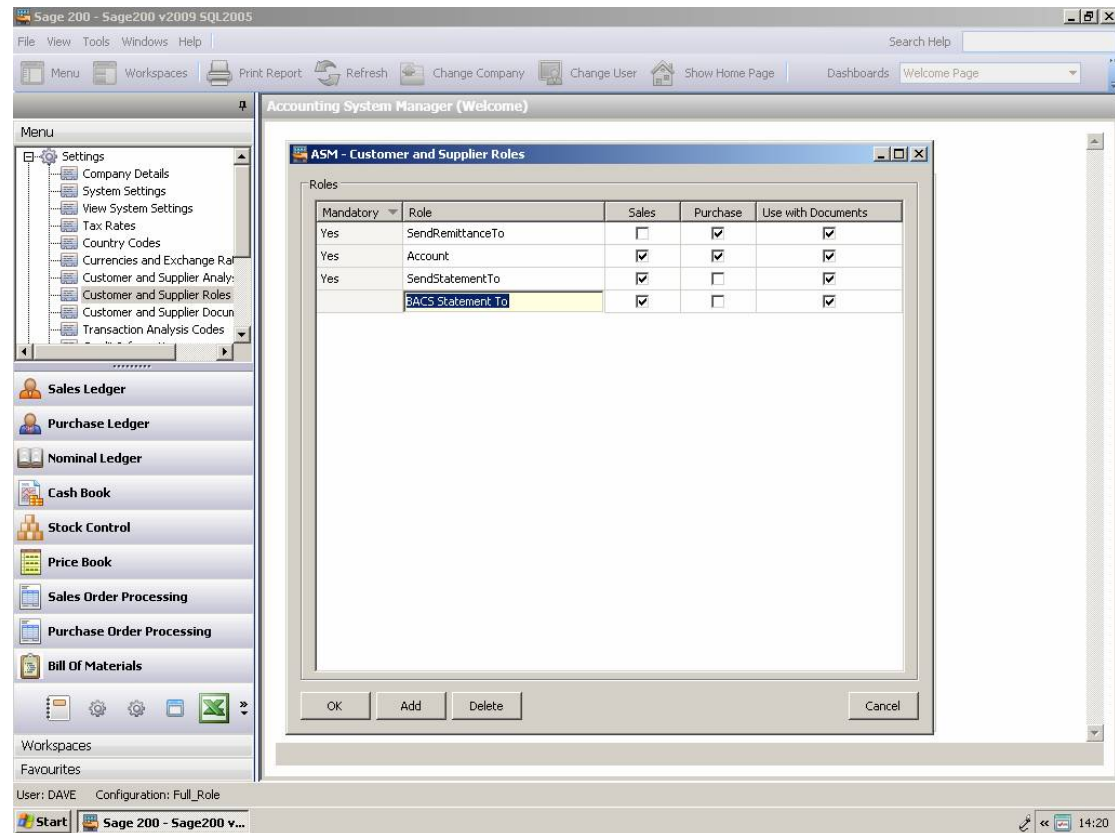 Sage 200 - Sage200 v2009 SQL2005
File View Tools Windows Help Search Help
Menu Workspaces Print Report Refresh Change Company Change User Show Home Page Dashboards Welcome Page
Accounting System Manager (Welcome)
Menu
Settings
Company Details
System Settings
View System Settings
Tax Rates
Country Codes
Currencies and Exchange Rat
Customer and Supplier Analy
Customer and Supplier Roles
Customer and Supplier Docum
Transaction Analysis Codes
Sales Ledger
Purchase Ledger
Nominal Ledger
Cash Book
Stock Control
Price Book
Sales Order Processing
Purchase Order Processing
Bill Of Materials
Workspaces
Favourites
ASM - Customer and Supplier Roles
Roles
Mandatory Role Sales Purchase Use with Documents
Yes SendRemittanceTo
Yes Account
Yes SendStatementTo
BACS Statement To
OK Add Delete Cancel
User: DAVE Configuration: Full_Role
Start Sage 200 - Sage200 v... « 14:20